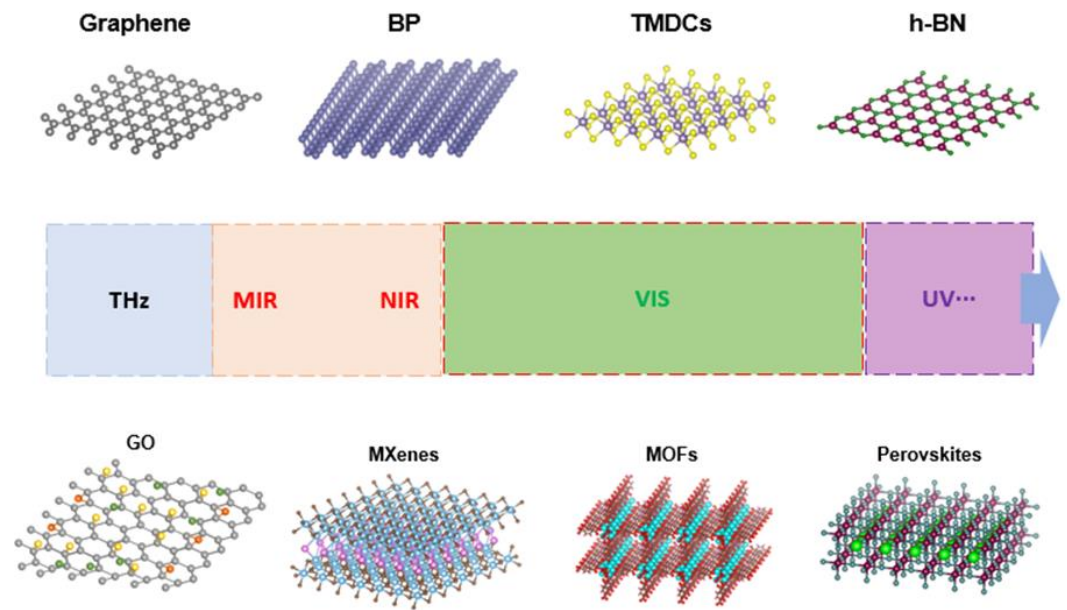 Graphene
BP
TMDCs
h-BN
THz
MIR
NIR
VIS
UV···
GO
MXenes
MOFs
Perovskites